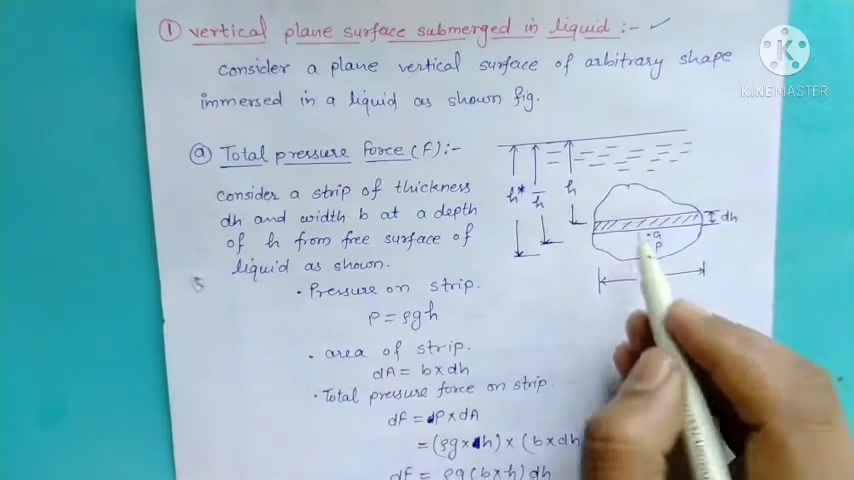 ① vertical plane surface submerged in liquid :-
Consider a plane vertical surface of arbitrary shape
immersed in a liquid as shown fig.
K
KINEMASTER
ⓐ Total pressure force (F) :-
Consider a strip of thickness
dh and width b at a depth
of h from free surface of
liquid as shown.
h* h̅ h
dh
G
P
• Pressure on strip.
P = ρgh
• area of strip.
dA = b×dh
• Total pressure force on strip.
dF = P×dA
= (ρg×h) × (b×dh
dF = ρg(b×h)dh